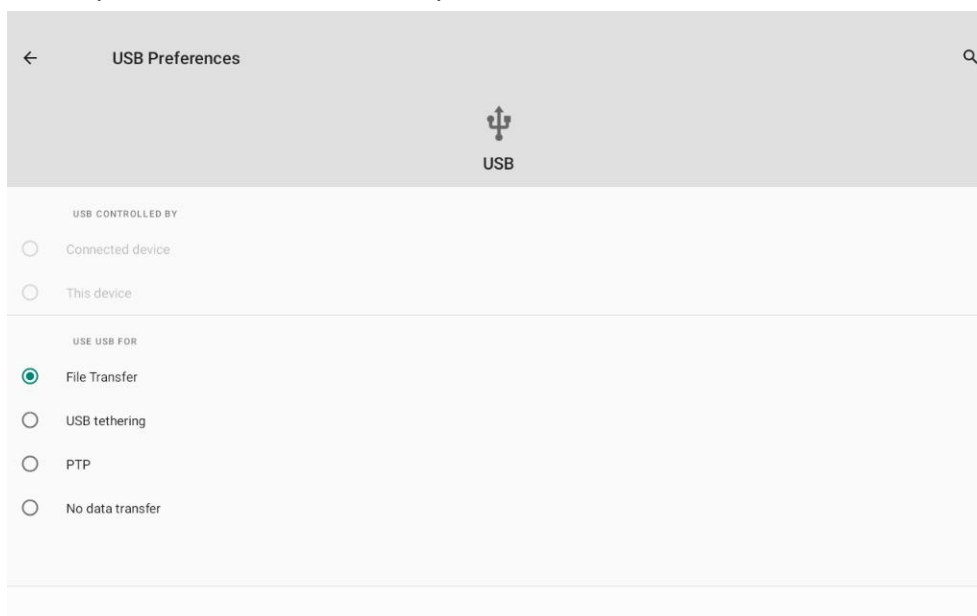 USB Preferences
USB
USB CONTROLLED BY
Connected device
This device
USE USB FOR
File Transfer
USB tethering
PTP
No data transfer